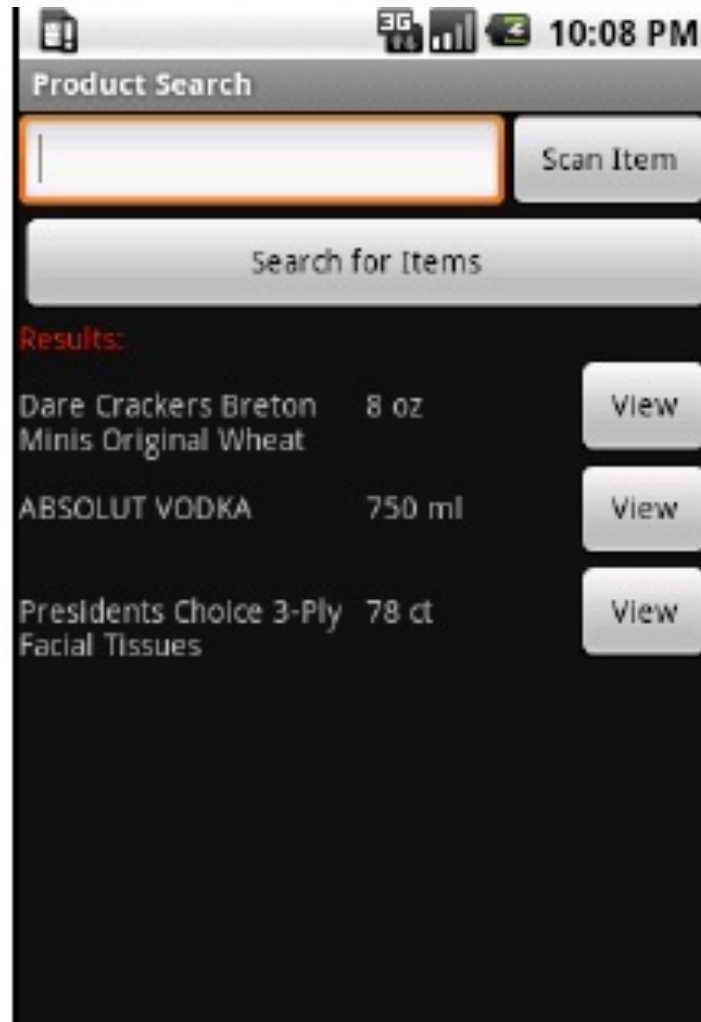 3G 10:08 PM
Product Search
Scan Item
Search for Items
Results:
Dare Crackers Breton 8 oz View
Minis Original Wheat
ABSOLUT VODKA 750 ml View
Presidents Choice 3-Ply 78 ct View
Facial Tissues